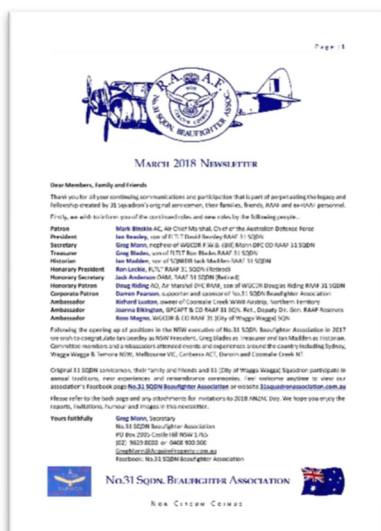 Page | 1
R.A.A.F.
No.31 SQDN. BEAUFIGHTER ASSOC.
MARCH 2018 NEWSLETTER
Dear Members, Family and Friends
Thank you for all your continuing communications and participation that is part of perpetuating the legacy and
fellowship created by 31 Squadron's original servicemen, their families, friends, RAAF and ex-RAAF personnel.
Firstly, we wish to inform you of the continued roles and new roles by the following people...
Patron Mark Binskin AC, Air Chief Marshal, Chief of the Australian Defence Force
President Ian Beasley, son of FLTLT David Beasley RAAF 31 SQDN
Secretary Greg Mann, nephew of WGCDR F.W.B. (Bill) Mann DFC CO RAAF 31 SQDN
Treasurer Greg Blades, son of FLTLT Ron Blades RAAF 31 SQDN
Historian Ian Madden, son of SQNLDR Jack Madden RAAF 31 SQDN
Honorary President Ron Leckie, FLTLT RAAF 31 SQDN (Retired)
Honorary Secretary Jack Anderson OAM, RAAF 31 SQDN (Retired)
Honorary Patron Doug Riding AO, Air Marshal DFC RAAF, son of WGCDR Douglas Riding RAAF 31 SQDN
Corporate Patron Darren Pearson, supporter and sponsor of No.31 SQDN Beaufighter Association
Ambassador Richard Luxton, owner of Coomalie Creek WWII Airstrip, Northern Territory
Ambassador Joanna Elkington, GPCAPT & CO RAAF 31 SQN. Ret., Deputy Dir. Gen. RAAF Reserves
Ambassador Ross Magno, WGCDR & CO RAAF 31 (City of Wagga Wagga) SQN
Following the opening up of positions in the NSW executive of No.31 SQDN. Beaufighter Association in 2017
we wish to congratulate Ian Beasley as NSW President, Greg Blades as Treasurer and Ian Madden as Historian.
Committee members and ambassadors attended events and experiences around the country including Sydney,
Wagga Wagga & Temora NSW, Melbourne VIC, Canberra ACT, Darwin and Coomalie Creek NT
Original 31 SQDN servicemen, their family and friends and 31 (City of Wagga Wagga) Squadron participate in
annual traditions, new experiences and remembrance ceremonies. Feel welcome anytime to view our
association's Facebook page No.31 SQDN Beaufighter Association or website 31squadronassociation.com.au
Please refer to the back page and any attachments for invitations to 2018 ANZAC Day. We hope you enjoy the
reports, invitations, humour and images in this newsletter.
Yours faithfully Greg Mann, Secretary
No.31 SQDN
Beaufighter Association
PO Box 2005 Castle Hill NSW 1765
(02) 9629 8033 or 0408 900 500
GregMann@AcquireProperty.com.au
Facebook: No.31 SQDN Beaufighter Association
No.31 SQDN. BEAUFIGHTER ASSOCIATION
NON CIRCUM COIMUS